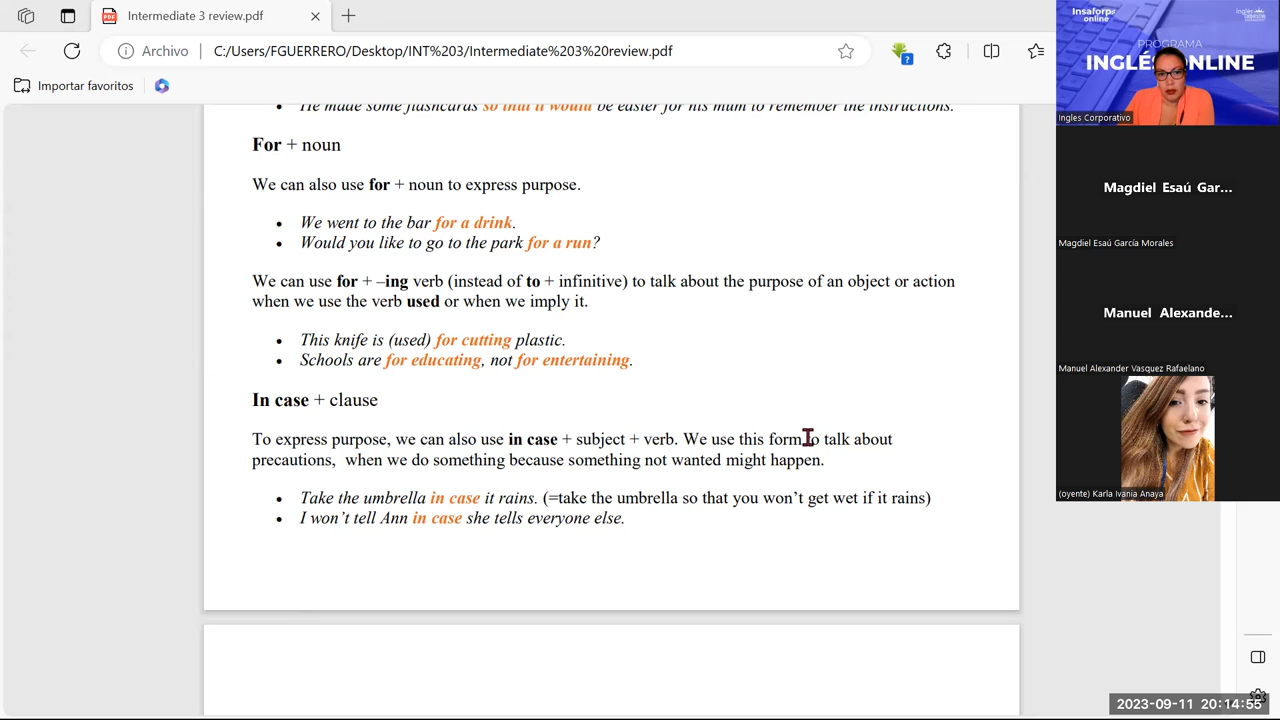 Intermediate 3 review.pdf
Archivo
C:/Users/FGUERRERO/Desktop/INT%203/Intermediate%203%20review.pdf
Importar favoritos
He made some flashcards so that it would be easier for his mum to remember the instructions.
For + noun
We can also use for + noun to express purpose.
• We went to the bar for a drink.
• Would you like to go to the park for a run?
We can use for + –ing verb (instead of to + infinitive) to talk about the purpose of an object or action
when we use the verb used or when we imply it.
• This knife is (used) for cutting plastic.
• Schools are for educating, not for entertaining.
In case + clause
To express purpose, we can also use in case + subject + verb. We use this form to talk about
precautions,  when we do something because something not wanted might happen.
• Take the umbrella in case it rains. (=take the umbrella so that you won't get wet if it rains)
• I won't tell Ann in case she tells everyone else.
Insaforp
online
Inglés
PROGRAMA
INGLÉS ONLINE
Ingles Corporativo
Magdiel Esaú Gar...
Magdiel Esaú García Morales
Manuel Alexande...
Manuel Alexander Vasquez Rafaelano
(oyente) Karla Ivania Anaya
2023-09-11 20:14:55